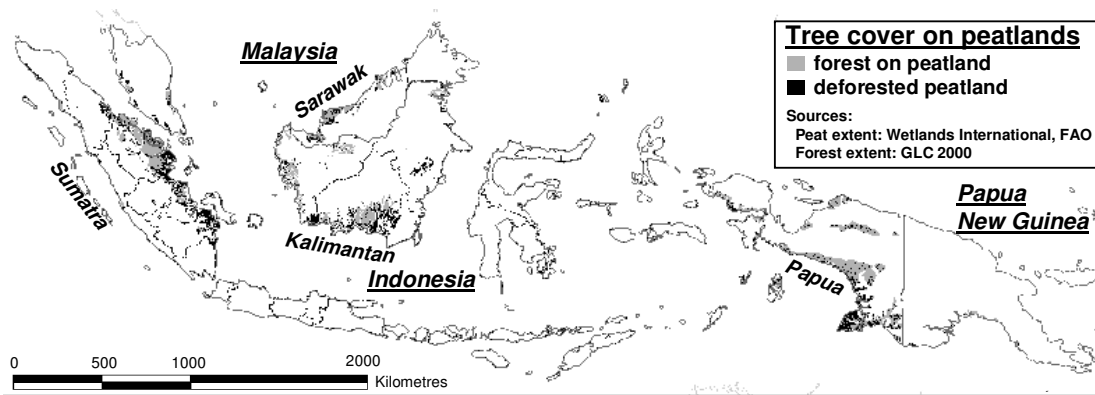 Tree cover on peatlands
forest on peatland
deforested peatland
Sources:
Peat extent: Wetlands International, FAO
Forest extent: GLC 2000
Malaysia
Sarawak
Sumatra
Kalimantan
Indonesia
Papua
Papua
New Guinea
0 500 1000 2000
Kilometres